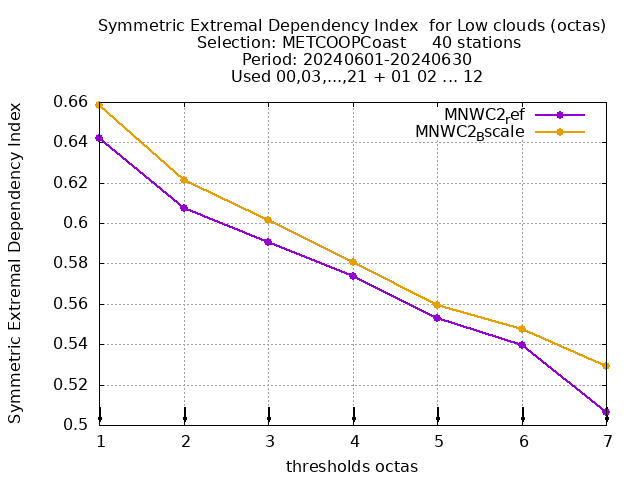 Symmetric Extremal Dependency Index for Low clouds (octas)
Selection: METCOOPCoast 40 stations
Period: 20240601-20240630
Used 00,03,...,21 + 01 02 ... 12
MNWC2ref
MNWC2Bscale
Symmetric Extremal Dependency Index
0.66
0.64
0.62
0.6
0.58
0.56
0.54
0.52
0.5
1 2 3 4 5 6 7
thresholds octas